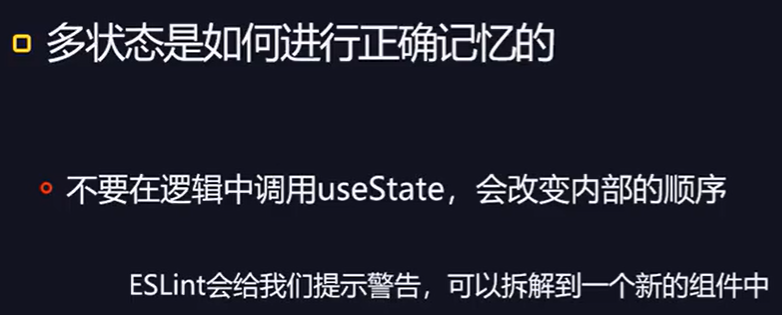 多状态是如何进行正确记忆的
不要在逻辑中调用useState，会改变内部的顺序
ESLint会给我们提示警告，可以拆解到一个新的组件中